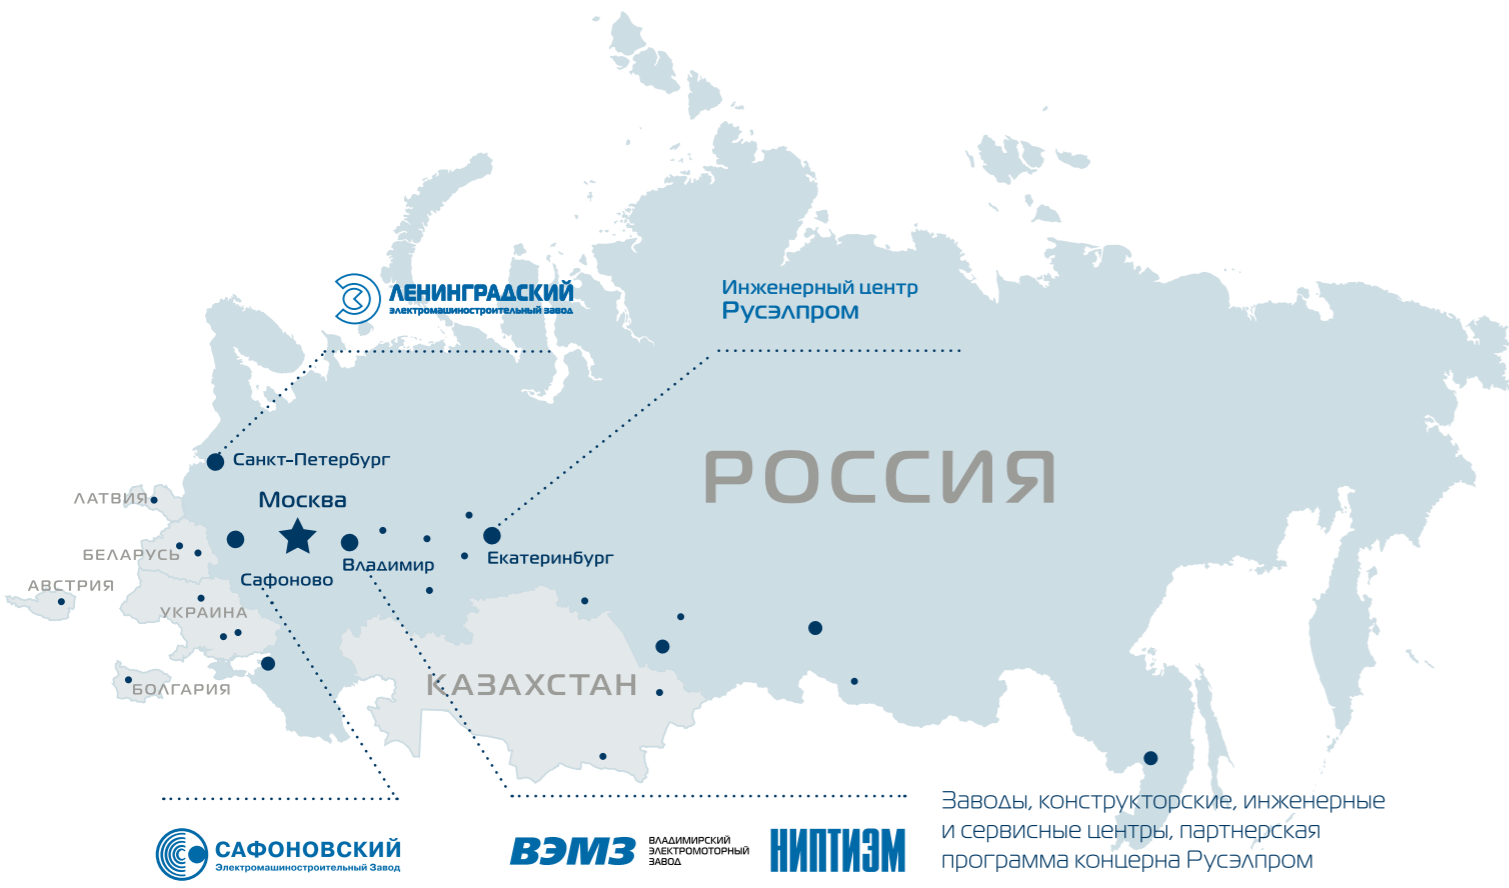 ЛЕНИНГРАДСКИЙ
электромашиностроительный завод
Инженерный центр
Русэлпром
Санкт-Петербург
РОССИЯ
ЛАТВИЯ
Москва
БЕЛАРУСЬ
Владимир
Екатеринбург
Сафоново
АВСТРИЯ
УКРАИНА
КАЗАХСТАН
БОЛГАРИЯ
САФОНОВСКИЙ
Электромашиностроительный Завод
ВЭМЗ
ВЛАДИМИРСКИЙ
ЭЛЕКТРОМОТОРНЫЙ
ЗАВОД
НИПТИЭМ
Заводы, конструкторские, инженерные
и сервисные центры, партнерская
программа концерна Русэлпром